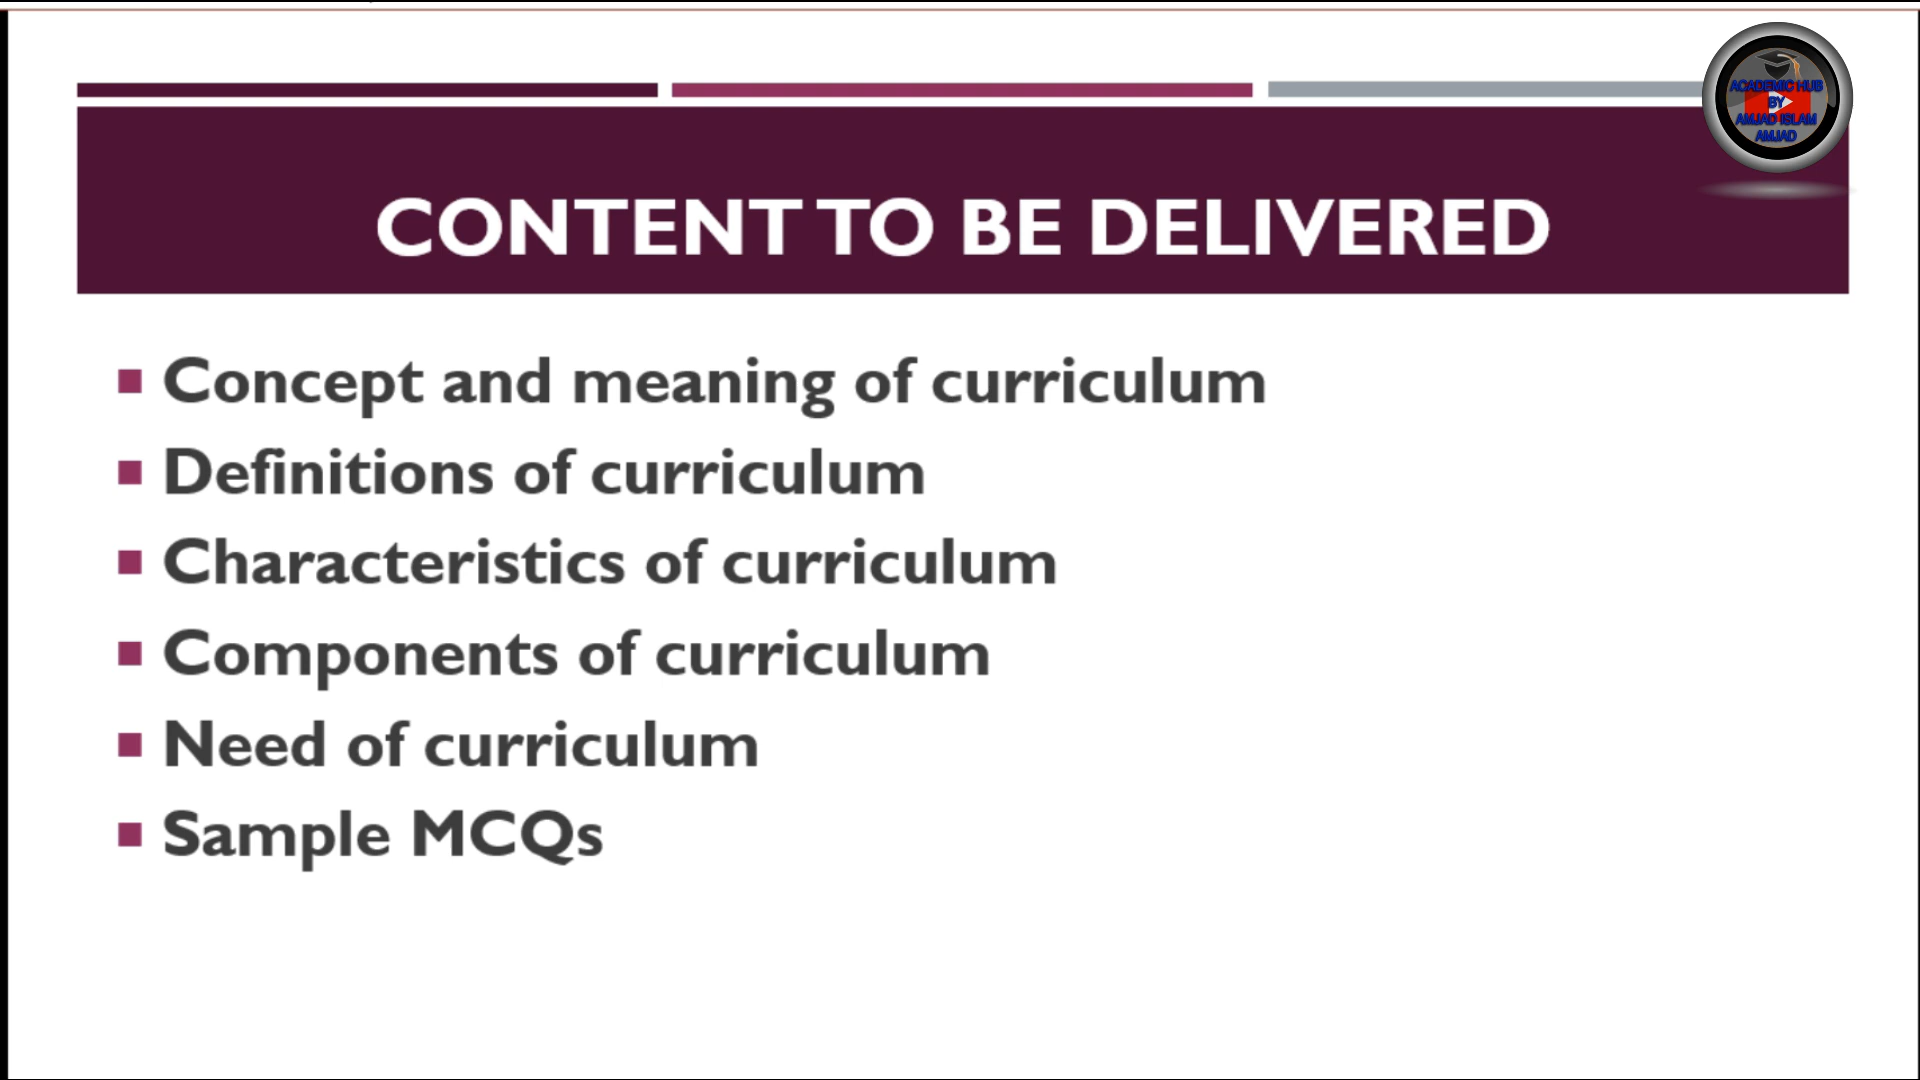 ACADEMIC HUB
BY
AMJAD ISLAM
AMJAD
CONTENT TO BE DELIVERED
Concept and meaning of curriculum
Definitions of curriculum
Characteristics of curriculum
Components of curriculum
Need of curriculum
Sample MCQs